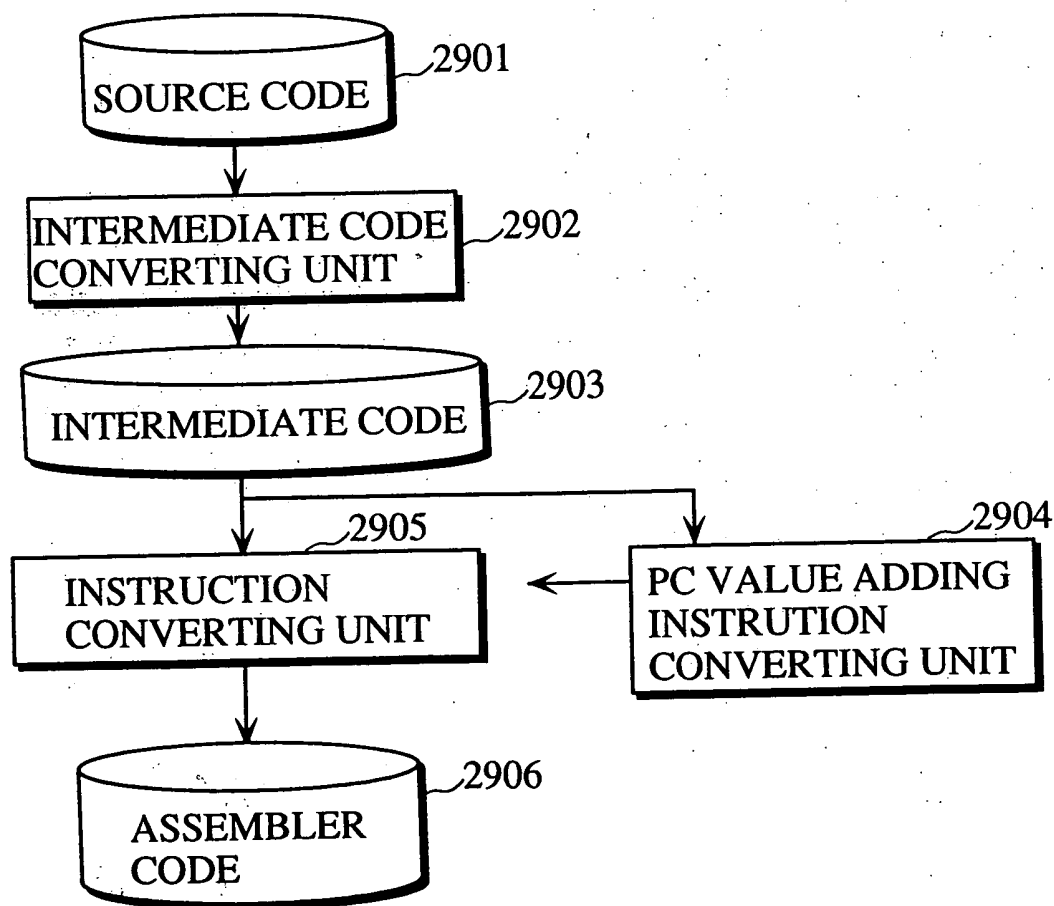 2901
SOURCE CODE
INTERMEDIATE CODE
CONVERTING UNIT
2902
2903
INTERMEDIATE CODE
2905
2904
INSTRUCTION
CONVERTING UNIT
PC VALUE ADDING
INSTRUTION
CONVERTING UNIT
2906
ASSEMBLER
CODE